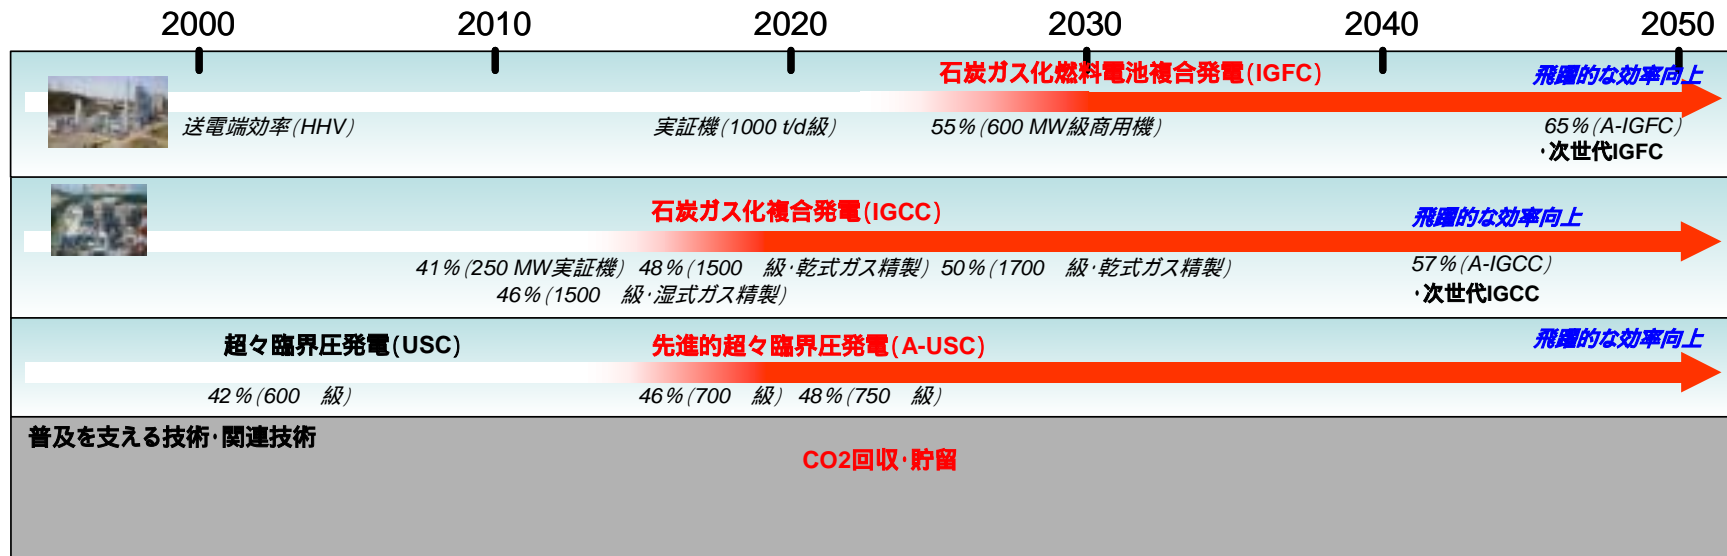 2000 2010 2020 2030 2040 2050
石炭ガス化燃料電池複合発電(IGFC) 飛躍的な効率向上
送電端効率(HHV) 実証機(1000 t/d級) 55%(600 MW級商用機) 65%(A-IGFC)
・次世代IGFC
石炭ガス化複合発電(IGCC) 飛躍的な効率向上
41%(250 MW実証機) 48%(1500 級・乾式ガス精製) 50%(1700 級・乾式ガス精製) 57%(A-IGCC)
46%(1500 級・湿式ガス精製) ・次世代IGCC
超々臨界圧発電(USC) 先進的超々臨界圧発電(A-USC) 飛躍的な効率向上
42%(600 級) 46%(700 級) 48%(750 級)
普及を支える技術・関連技術
CO2回収・貯留